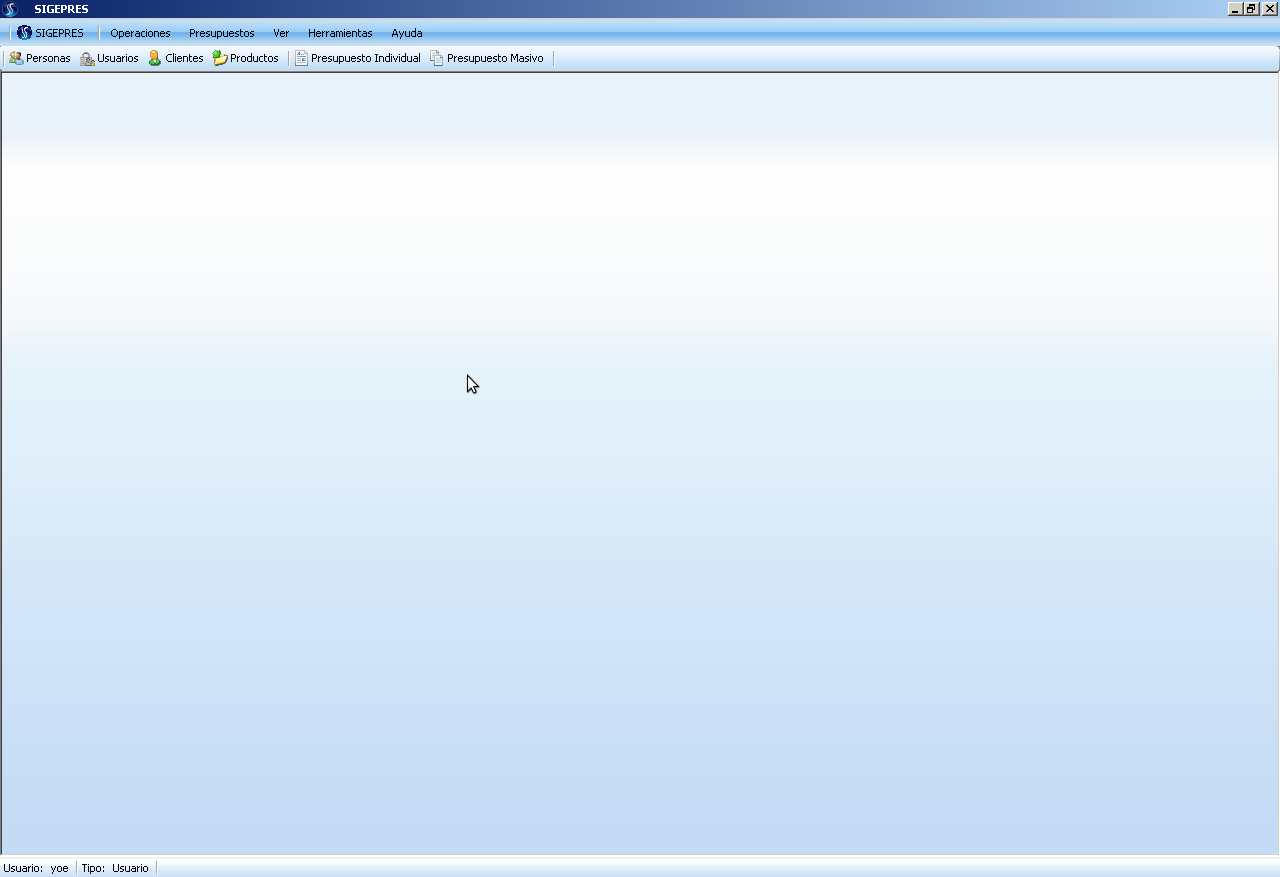 SIGEPRES
SIGEPRES Operaciones Presupuestos Ver Herramientas Ayuda
Personas Usuarios Clientes Productos Presupuesto Individual Presupuesto Masivo
Usuario: yoe Tipo: Usuario